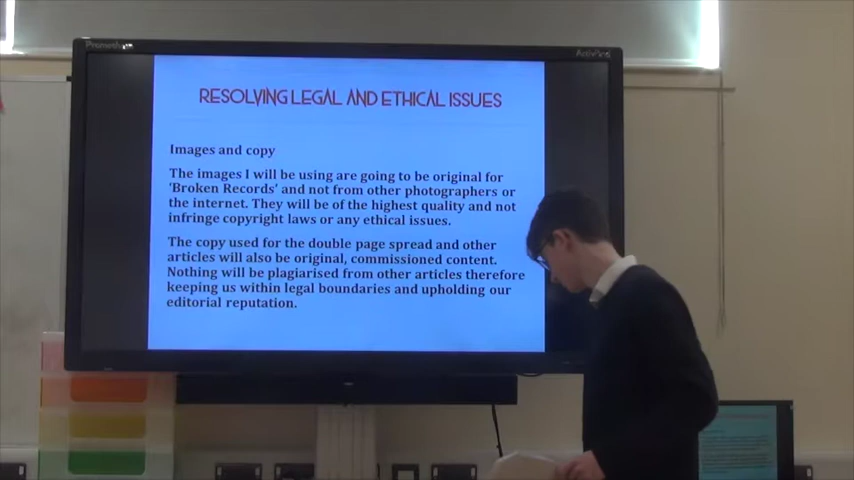 Promethean
ActivPanel
RESOLVING LEGAL AND ETHICAL ISSUES
Images and copy
The images I will be using are going to be original for
'Broken Records' and not from other photographers or
the internet. They will be of the highest quality and not
infringe copyright laws or any ethical issues.
The copy used for the double page spread and other
articles will also be original, commissioned content.
Nothing will be plagiarised from other articles therefore
keeping us within legal boundaries and upholding our
editorial reputation.